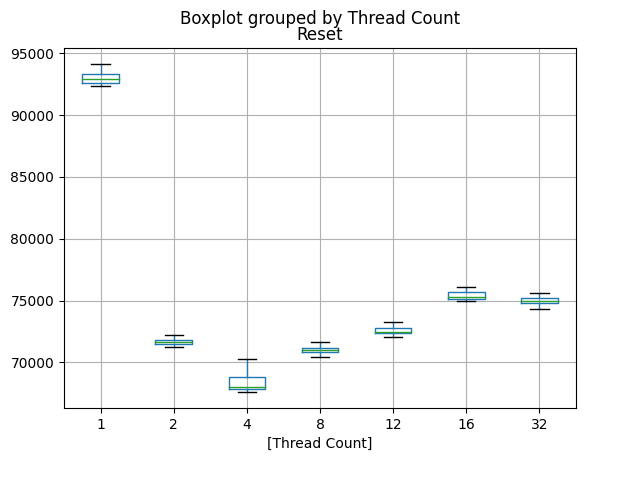 Boxplot grouped by Thread Count
Reset
95000
90000
85000
80000
75000
70000
1 2 4 8 12 16 32
[Thread Count]